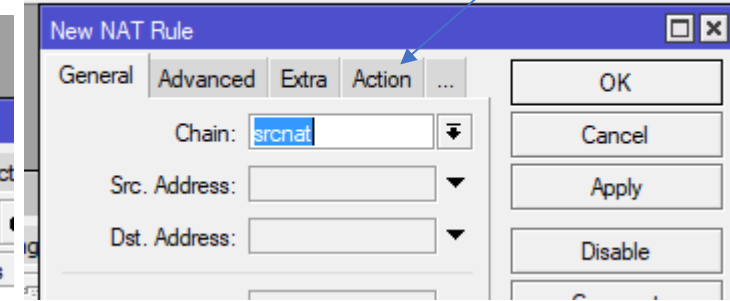 New NAT Rule
General Advanced Extra Action ...
OK
Chain: srcnat
Cancel
Src. Address:
Apply
Dst. Address:
Disable